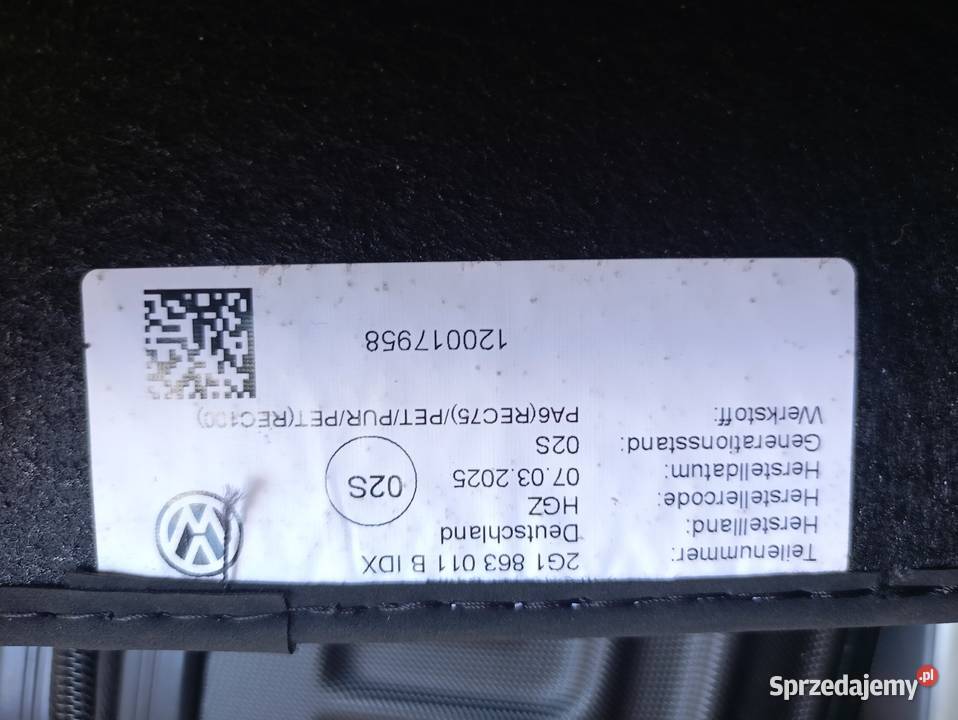 Teilenummer: 2G1 863 011 B IDX
Herstellland: Deutschland
Herstellercode: HGZ
Herstelldatum: 07.03.2025
Generationsstand: 02S
Werkstoff: PA6(REC75)/PET/PUR/PET(REC100)
02S
120017958
Sprzedajemy.pl